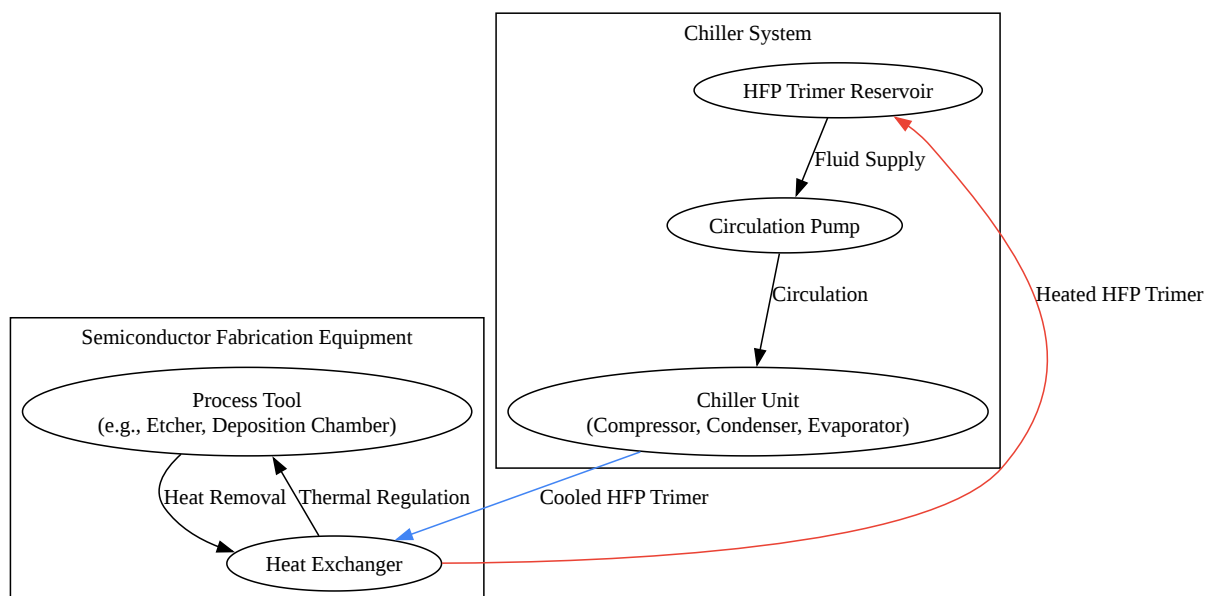 Chiller System
HFP Trimer Reservoir
Fluid Supply
Circulation Pump
Circulation
Heated HFP Trimer
Semiconductor Fabrication Equipment
Process Tool
(e.g., Etcher, Deposition Chamber)
Chiller Unit
(Compressor, Condenser, Evaporator)
Heat Removal
Thermal Regulation
Cooled HFP Trimer
Heat Exchanger